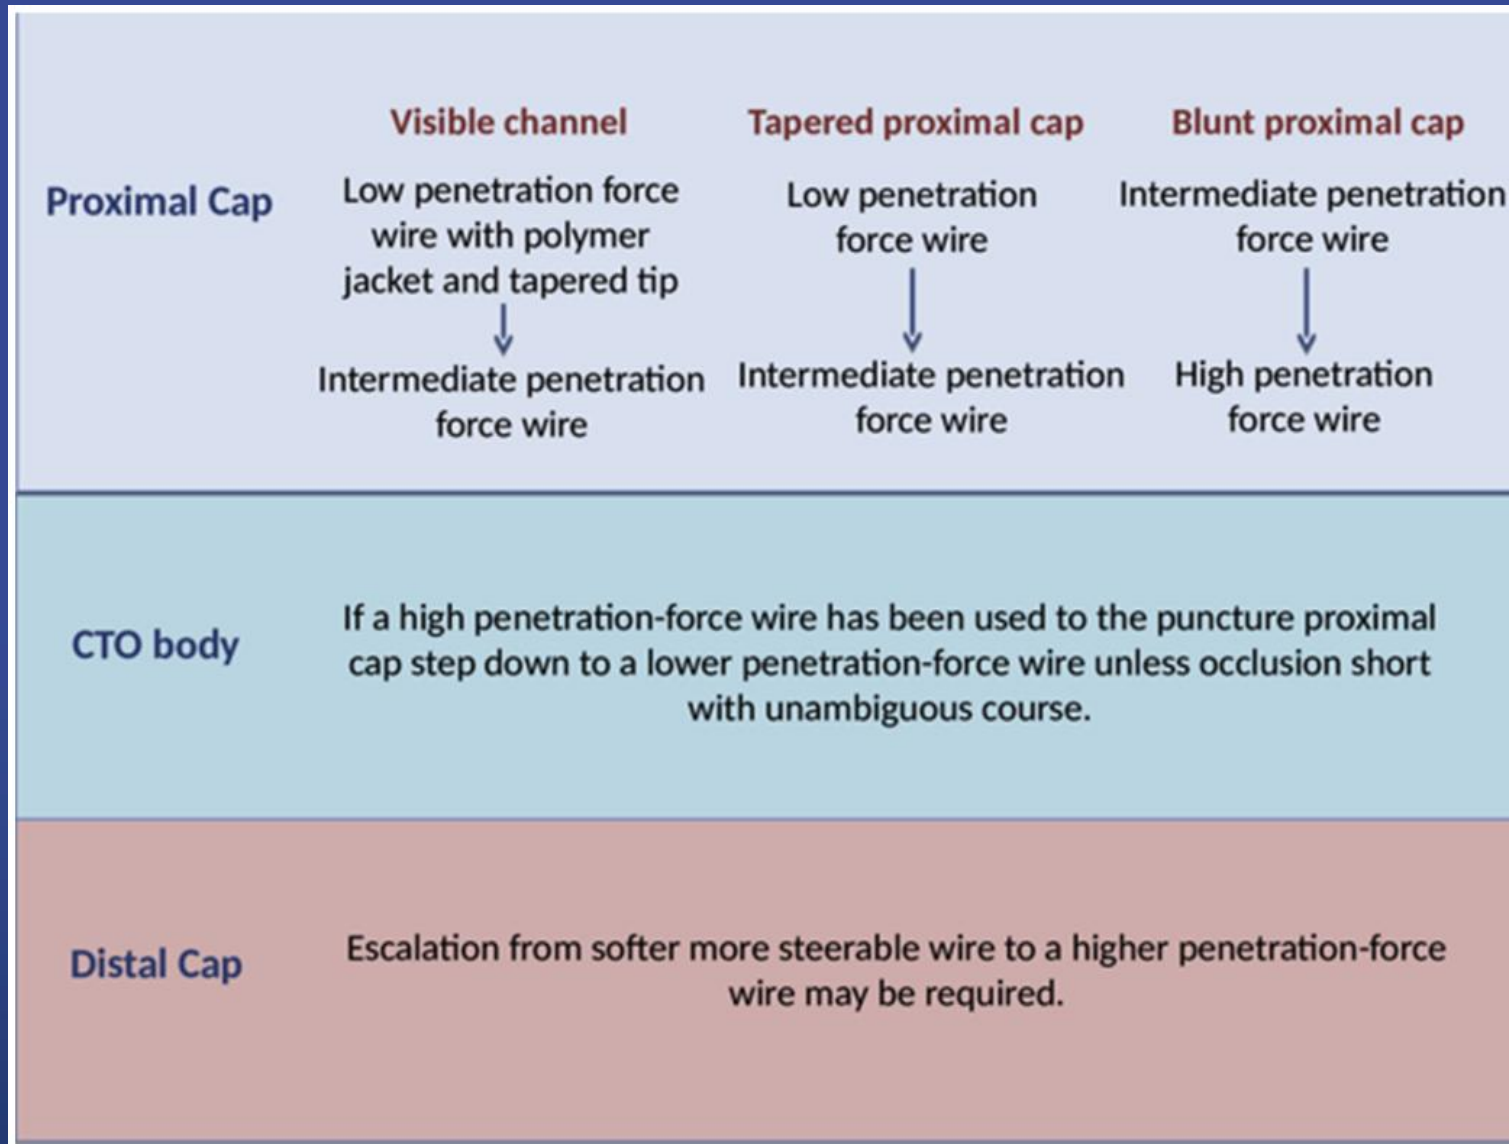 Visible channel
Tapered proximal cap
Blunt proximal cap
Proximal Cap
Low penetration force
wire with polymer
jacket and tapered tip
Intermediate penetration
force wire
Low penetration
force wire
Intermediate penetration
force wire
Intermediate penetration
force wire
High penetration
force wire
CTO body
If a high penetration-force wire has been used to the puncture proximal
cap step down to a lower penetration-force wire unless occlusion short
with unambiguous course.
Distal Cap
Escalation from softer more steerable wire to a higher penetration-force
wire may be required.